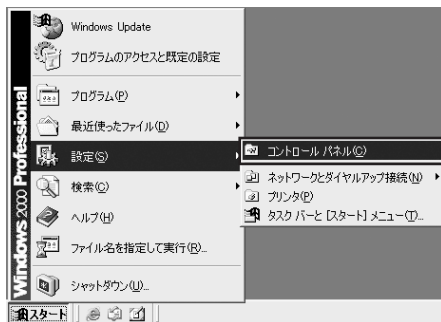 Windows Update
プログラムのアクセスと既定の設定
プログラム(P)
最近使ったファイル(D)
設定(S)
検索(C)
ヘルプ(H)
ファイル名を指定して実行(R)...
シャットダウン(U)...
Windows 2000 Professional
コントロール パネル(C)
ネットワークとダイヤルアップ接続(N)
プリンタ(P)
タスク バーと [スタート] メニュー(T)...
スタート